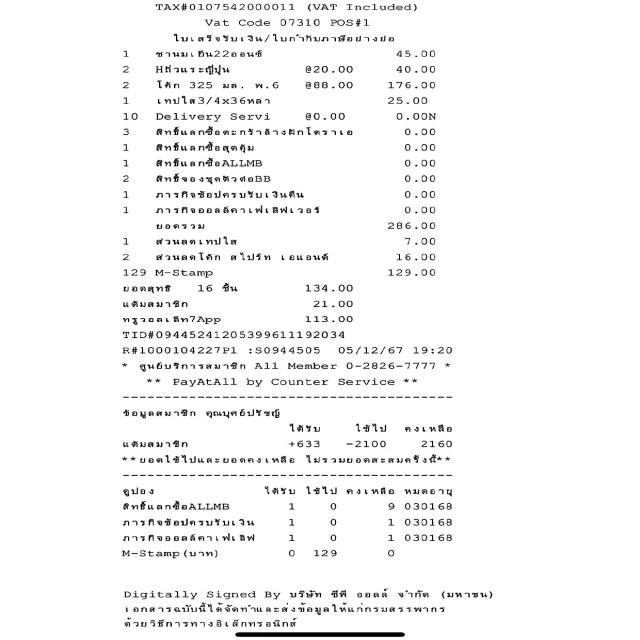 TAX#0107542000011 (VAT Included)
Vat Code 07310 POS#1
ใบเสร็จรับเงิน/ใบกำกับภาษีอย่างย่อ
1 ชานมเย็น22ออนซ์ 45.00
2 Hถั่วแระญี่ปุ่น @20.00 40.00
2 โค้ก 325 มล. พ.6 @88.00 176.00
1 เทปใส3/4x36หลา 25.00
10 Delivery Servi @0.00 0.00N
3 สิทธิ์แลกซื้อตะกร้าล้างผักโดราเอ 0.00
1 สิทธิ์แลกซื้อสุดคุ้ม 0.00
1 สิทธิ์แลกซื้อALLMB 0.00
2 สิทธิ์จองชุดตัวต่อBB 0.00
1 ภารกิจช้อปครบรับเงินคืน 0.00
1 ภารกิจออลล์คาเฟ่เลิฟเวอร์ 0.00
ยอดรวม 286.00
1 ส่วนลดเทปใส 7.00
2 ส่วนลดโค้ก สไปร์ท เอแอนด์ 16.00
129 M-Stamp 129.00
ยอดสุทธิ 16 ชิ้น 134.00
แต้มสมาชิก 21.00
ทรูวอลเล็ท7App 113.00
TID#09445241205399611192034
R#1000104227P1 :S0944505 05/12/67 19:20
* ศูนย์บริการสมาชิก All Member 0-2826-7777 *
** PayAtAll by Counter Service **
ข้อมูลสมาชิก คุณบุศย์ปรัชญ์
ได้รับ ใช้ไป คงเหลือ
แต้มสมาชิก +633 -2100 2160
**ยอดใช้ไปและยอดคงเหลือ ไม่รวมยอดสะสมครั้งนี้**
คูปอง ได้รับ ใช้ไป คงเหลือ หมดอายุ
สิทธิ์แลกซื้อALLMB 1 0 9 030168
ภารกิจช้อปครบรับเงิน 1 0 1 030168
ภารกิจออลล์คาเฟ่เลิฟ 1 0 1 030168
M-Stamp(บาท) 0 129 0
Digitally Signed By บริษัท ซีพี ออลล์ จำกัด (มหาชน)
เอกสารฉบับนี้ได้จัดทำและส่งข้อมูลให้แก่กรมสรรพากร
ด้วยวิธีการทางอิเล็กทรอนิกส์